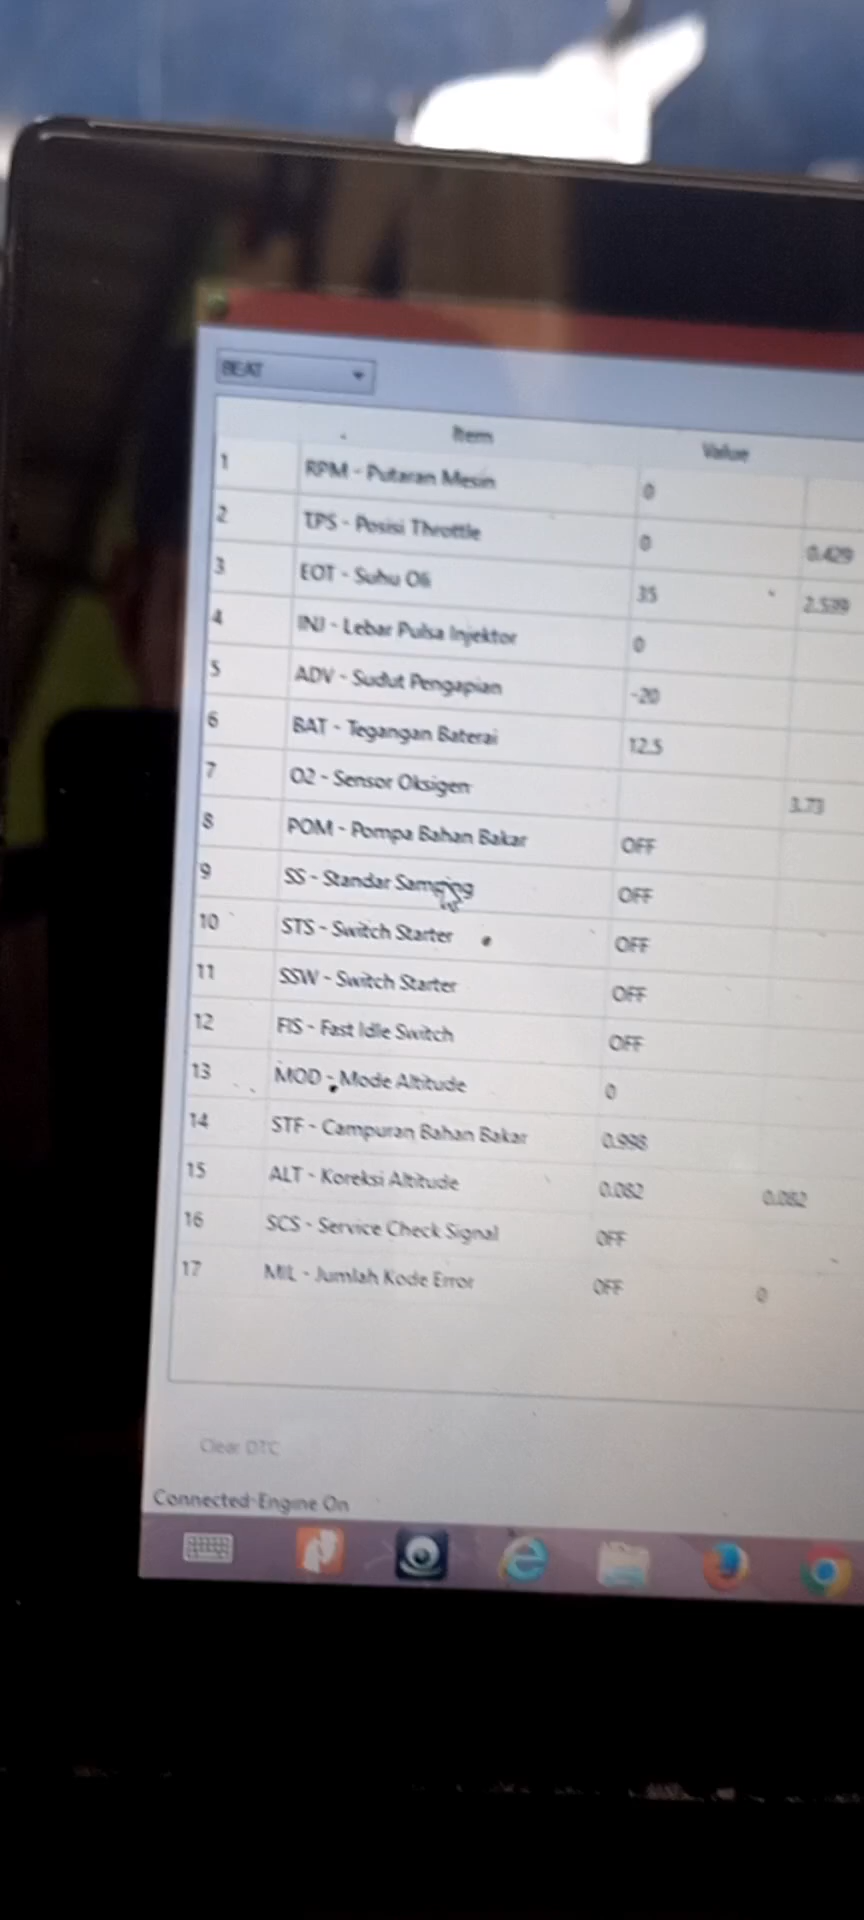 BEAT
Item Value
1 RPM - Putaran Mesin 0
2 TPS - Posisi Throttle 0 0.429
3 EOT - Suhu Oli 35 2.539
4 INJ - Lebar Pulsa Injektor 0
5 ADV - Sudut Pengapian -20
6 BAT - Tegangan Baterai 12.5
7 O2 - Sensor Oksigen 3.73
8 POM - Pompa Bahan Bakar OFF
9 SS - Standar Samping OFF
10 STS - Switch Starter OFF
11 SSW - Switch Starter OFF
12 FIS - Fast Idle Switch OFF
13 MOD - Mode Altitude 0
14 STF - Campuran Bahan Bakar 0.998
15 ALT - Koreksi Altitude 0.082 0.082
16 SCS - Service Check Signal OFF
17 MIL - Jumlah Kode Error OFF 0
Clear DTC
Connected-Engine On